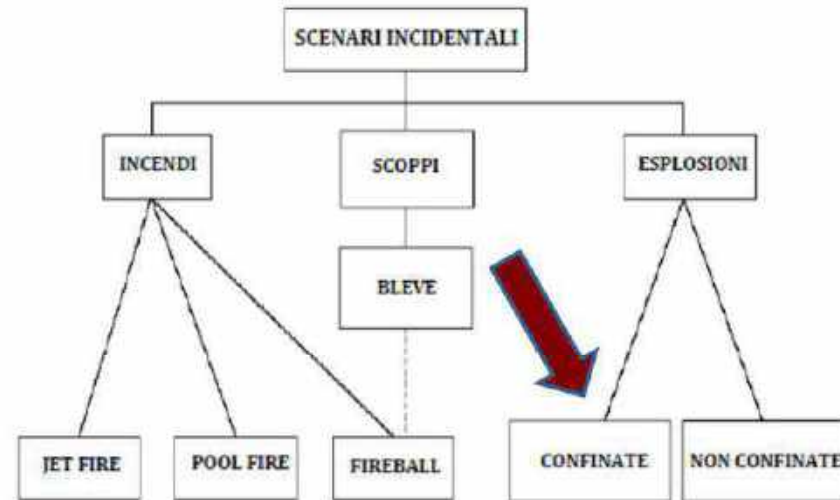 SCENARI INCIDENTALI
INCENDI
SCOPPI
ESPLOSIONI
BLEVE
JET FIRE
POOL FIRE
FIREBALL
CONFINATE
NON CONFINATE